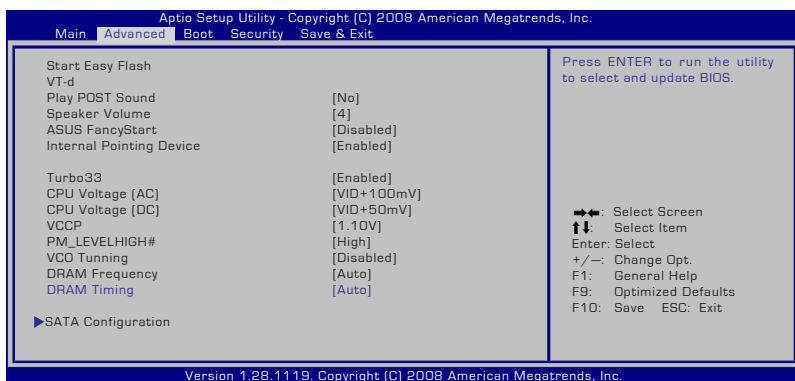 Aptio Setup Utility - Copyright (C) 2008 American Megatrends, Inc.
Main Advanced Boot Security Save & Exit
Start Easy Flash
VT-d
Play POST Sound [No]
Speaker Volume [4]
ASUS FancyStart [Disabled]
Internal Pointing Device [Enabled]
Turbo33 [Enabled]
CPU Voltage (AC) [VID+100mV]
CPU Voltage (DC) [VID+50mV]
VCCP [1.10V]
PM_LEVELHIGH# [High]
VCO Tunning [Disabled]
DRAM Frequency [Auto]
DRAM Timing [Auto]
▶SATA Configuration
Press ENTER to run the utility
to select and update BIOS.
→←: Select Screen
↑↓: Select Item
Enter: Select
+/—: Change Opt.
F1: General Help
F9: Optimized Defaults
F10: Save ESC: Exit
Version 1.28.1119. Copyright (C) 2008 American Megatrends, Inc.